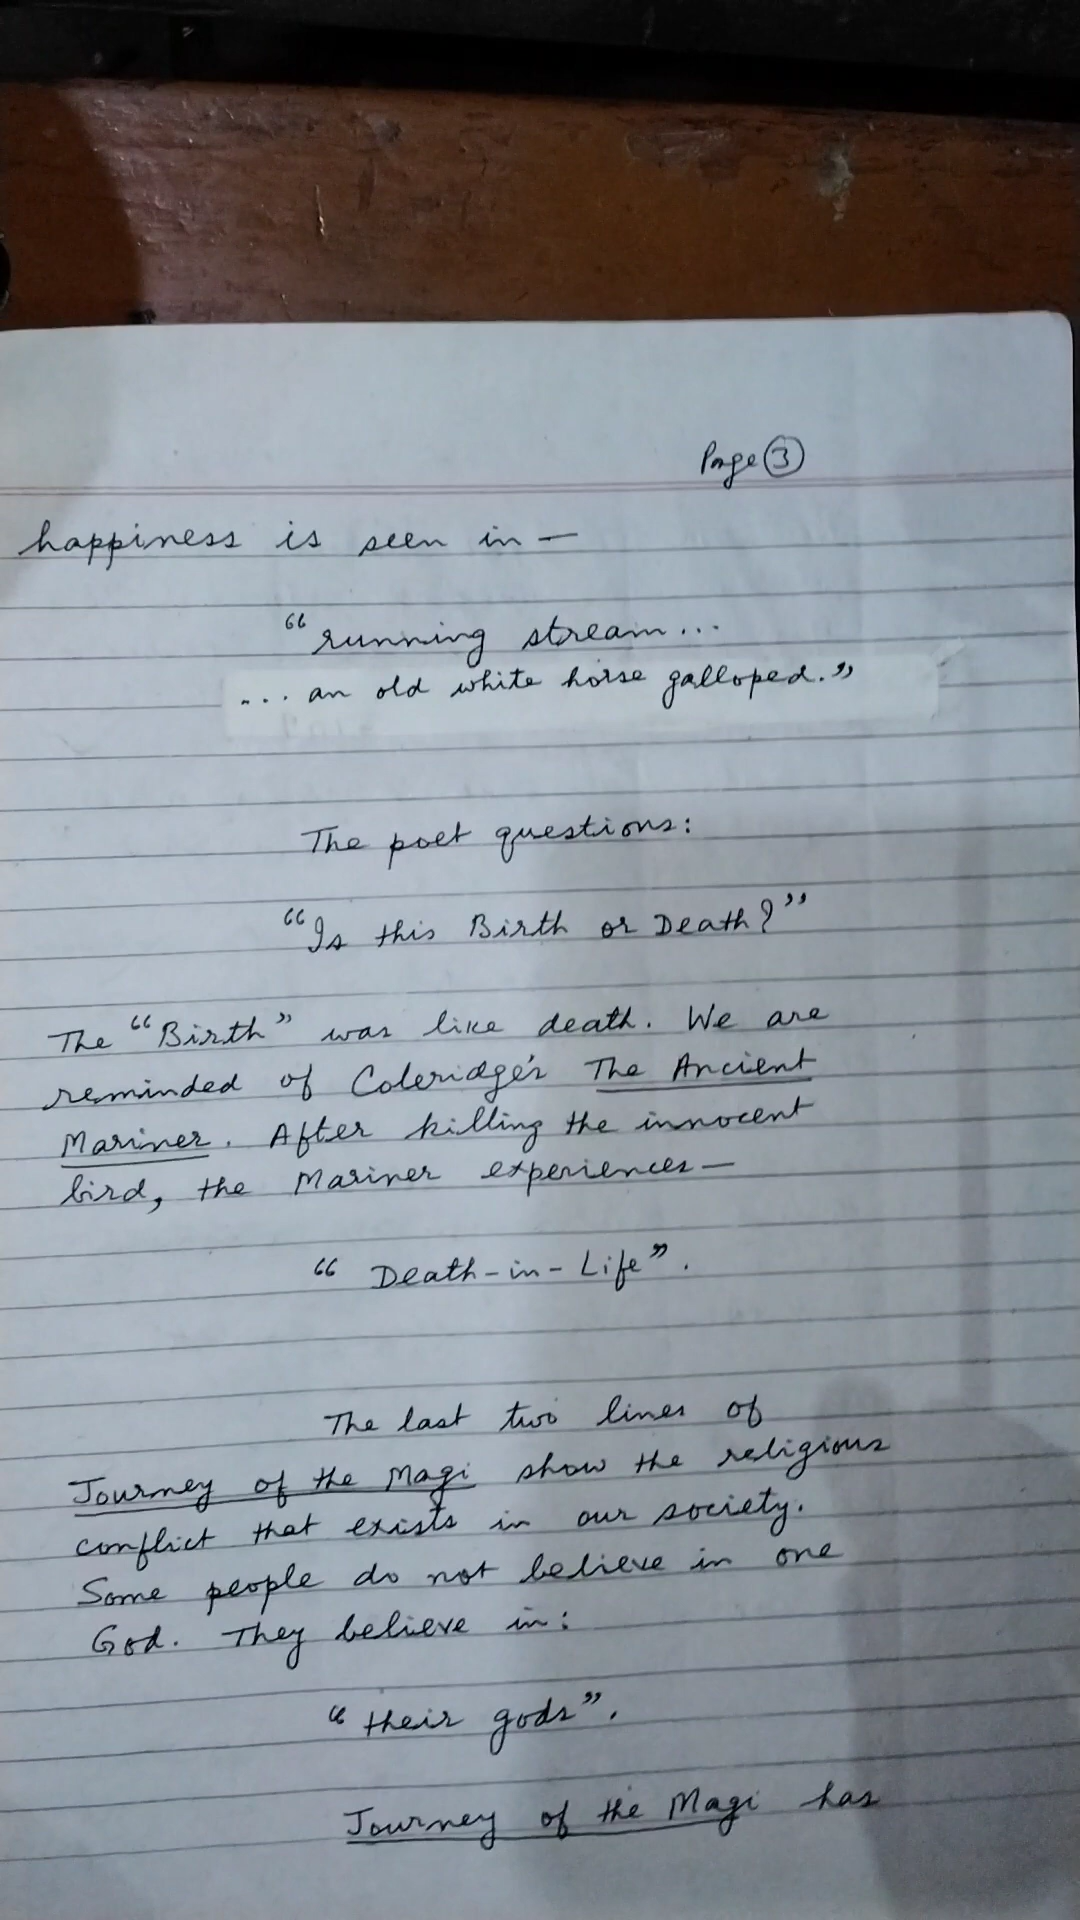 Page 3
happiness is seen in —
"running stream...
... an old white horse galloped."
The poet questions:
"Is this Birth or Death?"
The "Birth" was like death. We are
reminded of Coleridge's The Ancient
Mariner. After killing the innocent
bird, the Mariner experiences —
"Death-in-Life".
The last two lines of
Journey of the Magi show the religious
conflict that exists in our society.
Some people do not believe in one
God. They believe in:
"their gods".
Journey of the Magi has